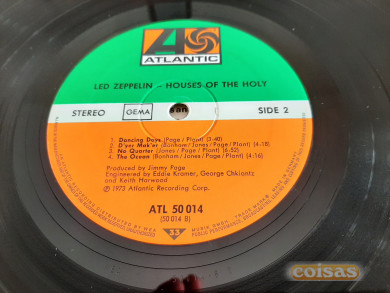 ATLANTIC
LED ZEPPELIN - HOUSES OF THE HOLY
STEREO
GEMA
SIDE 2
1. Dancing Days (Page / Plant) (3:40)
2. D'yer Mak'er (Bonham / Jones / Page / Plant) (4:18)
3. No Quarter (Jones / Page / Plant) (6:52)
4. The Ocean (Bonham / Jones / Page / Plant) (4:16)
Produced by Jimmy Page
Engineered by Eddie Kramer, George Chkiantz
and Keith Harwood
℗ 1973 Atlantic Recording Corp.
ATL 50 014
(50 014 B)
33
coisas